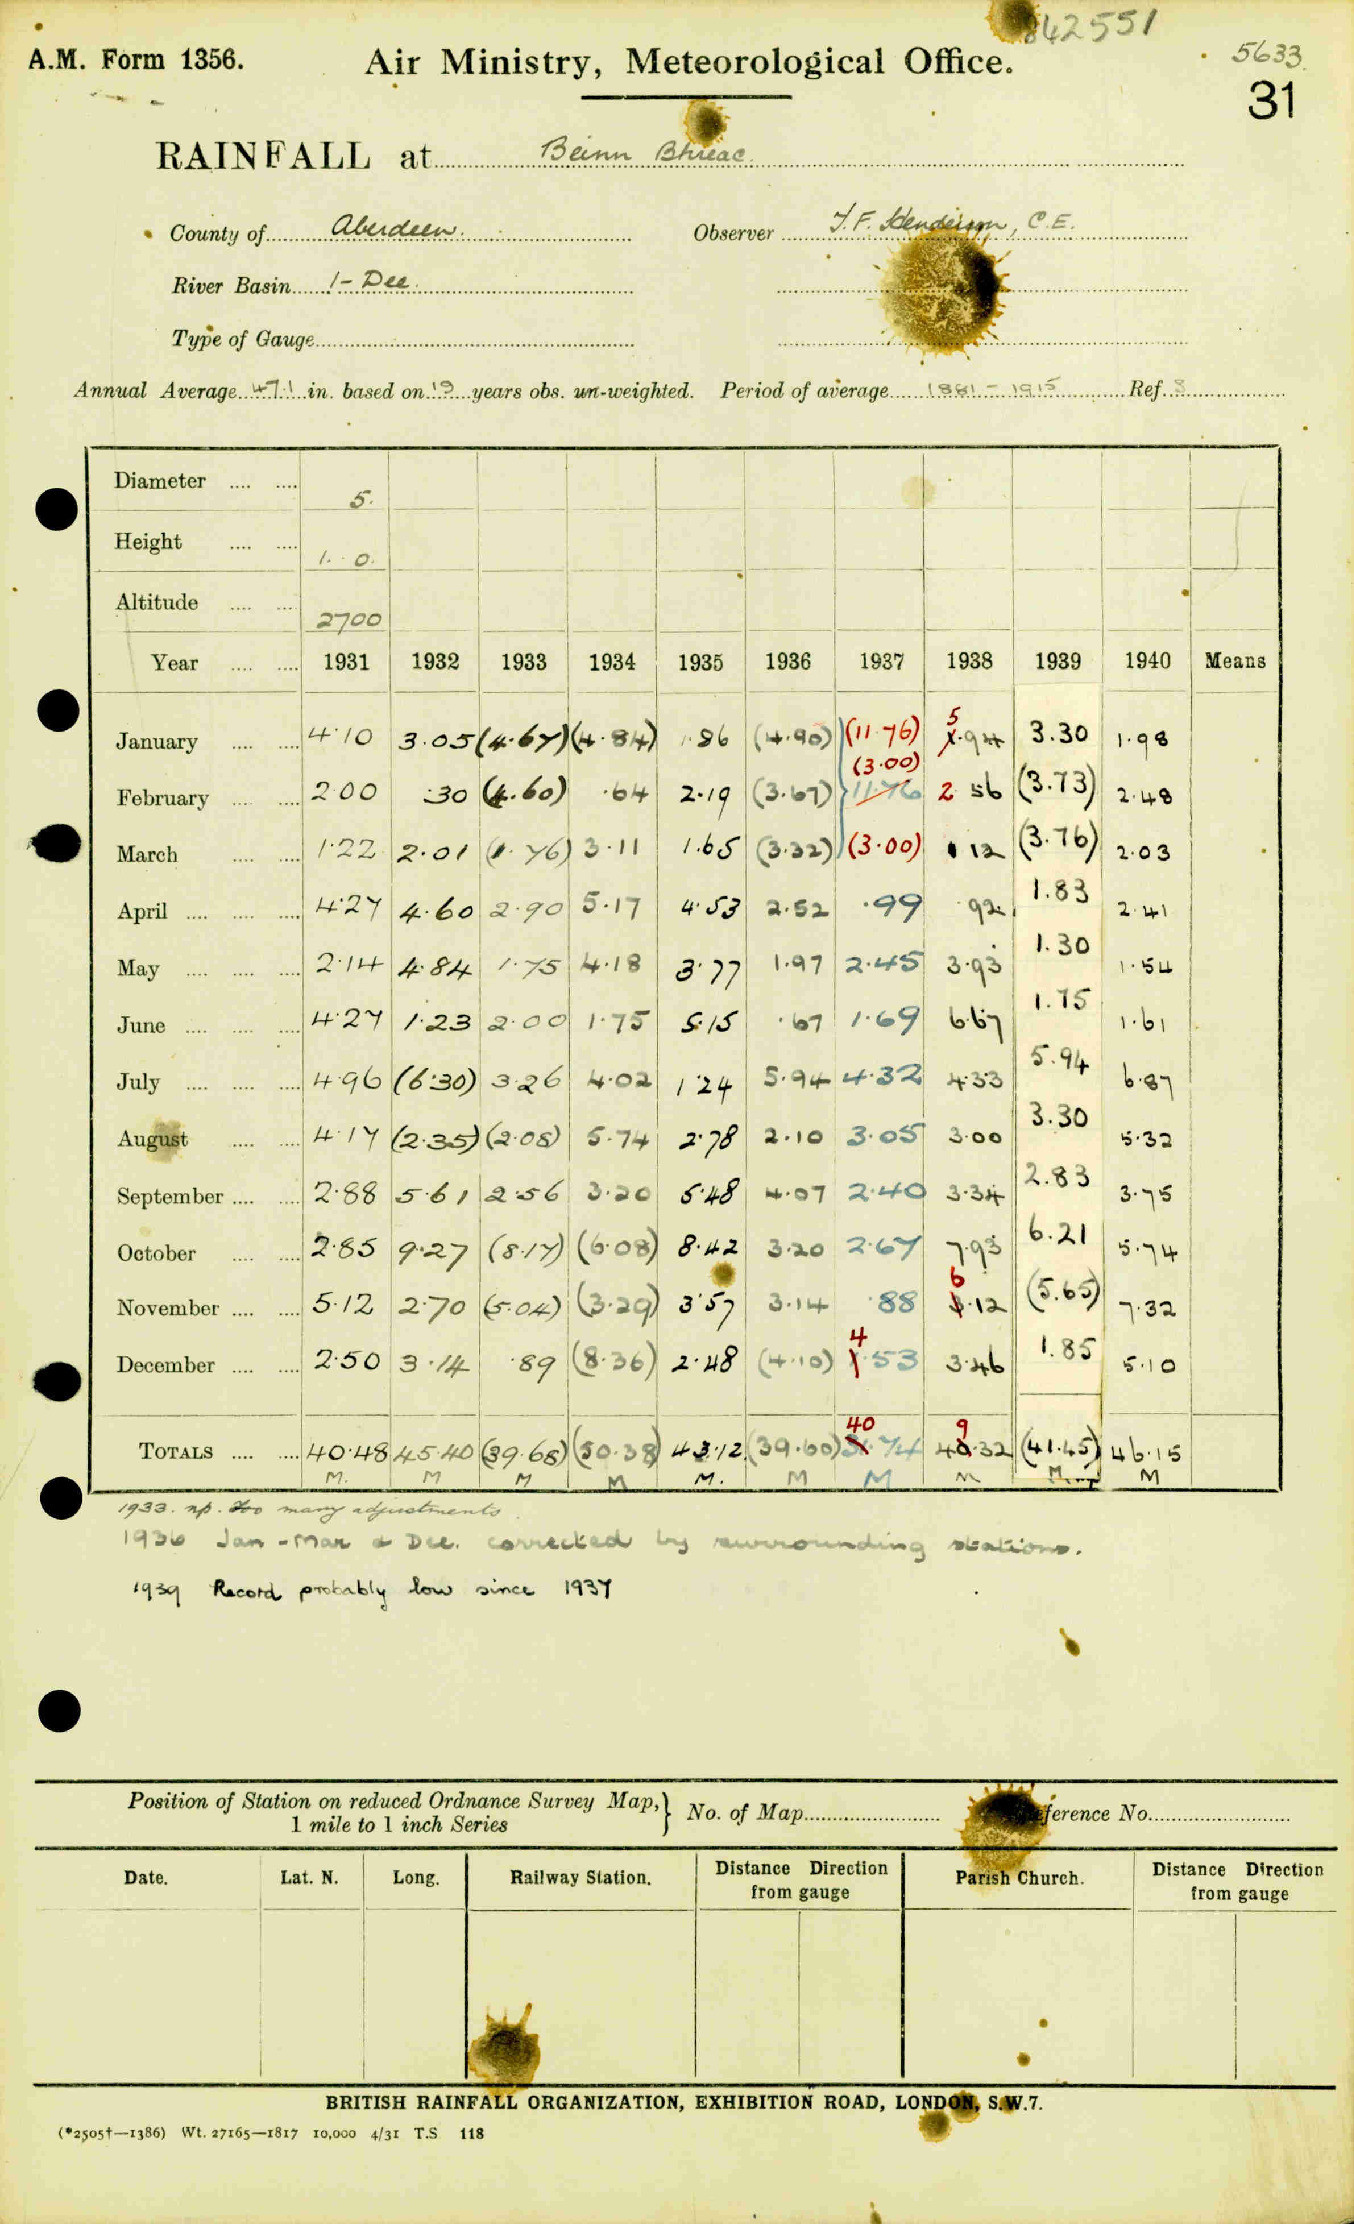 842551
5633
A.M. Form 1356. Air Ministry, Meteorological Office.
31
RAINFALL at Beinn Bhreac
County of Aberdeen. Observer J.F. Henderson, C.E.
River Basin 1 - Dee
Type of Gauge
Annual Average 47.1 in. based on 19 years obs. un-weighted. Period of average 1881 - 1915 Ref. S
Diameter 5.
Height 1. 0.
Altitude 2700
Year 1931 1932 1933 1934 1935 1936 1937 1938 1939 1940 Means
January 4.10 3.05 (4.67) (4.84) 1.86 (4.90) (11.76) 5.94 3.30 1.98
February 2.00 .30 (4.60) .64 2.19 (3.67) (3.00) 11.76 2.56 (3.73) 2.48
March 1.22 2.01 (1.76) 3.11 1.65 (3.32) (3.00) 1.12 (3.76) 2.03
April 4.27 4.60 2.90 5.17 4.53 2.52 .99 .92 1.83 2.41
May 2.14 4.84 1.75 4.18 3.77 1.97 2.45 3.93 1.30 1.54
June 4.27 1.23 2.00 1.75 5.15 .67 1.69 6.67 1.75 1.61
July 4.96 (6.30) 3.26 4.02 1.24 5.94 4.32 4.33 5.94 6.87
August 4.17 (2.35) (2.08) 5.74 2.78 2.10 3.05 3.00 3.30 5.32
September 2.88 5.61 2.56 3.20 5.48 4.07 2.40 3.34 2.83 3.75
October 2.85 9.27 (8.17) (6.08) 8.42 3.20 2.67 7.93 6.21 5.74
November 5.12 2.70 (5.04) (3.29) 3.57 3.14 .88 6.12 (5.65) 7.32
December 2.50 3.14 .89 (8.36) 2.48 (4.10) 4.53 3.46 1.85 5.10
TOTALS 40.48 45.40 (39.68) (50.38) 43.12 (39.60) 40.74 49.32 (41.45) 46.15
M. M M M M. M M M M
1933. np. too many adjustments.
1936 Jan - Mar & Dec. corrected by surrounding stations.
1939 Record probably low since 1937
Position of Station on reduced Ordnance Survey Map, 1 mile to 1 inch Series } No. of Map Reference No.
Date. Lat. N. Long. Railway Station. Distance Direction from gauge Parish Church. Distance Direction from gauge
BRITISH RAINFALL ORGANIZATION, EXHIBITION ROAD, LONDON, S.W.7.
(*2505†—1386) Wt. 27165—1817 10,000 4/31 T.S 118